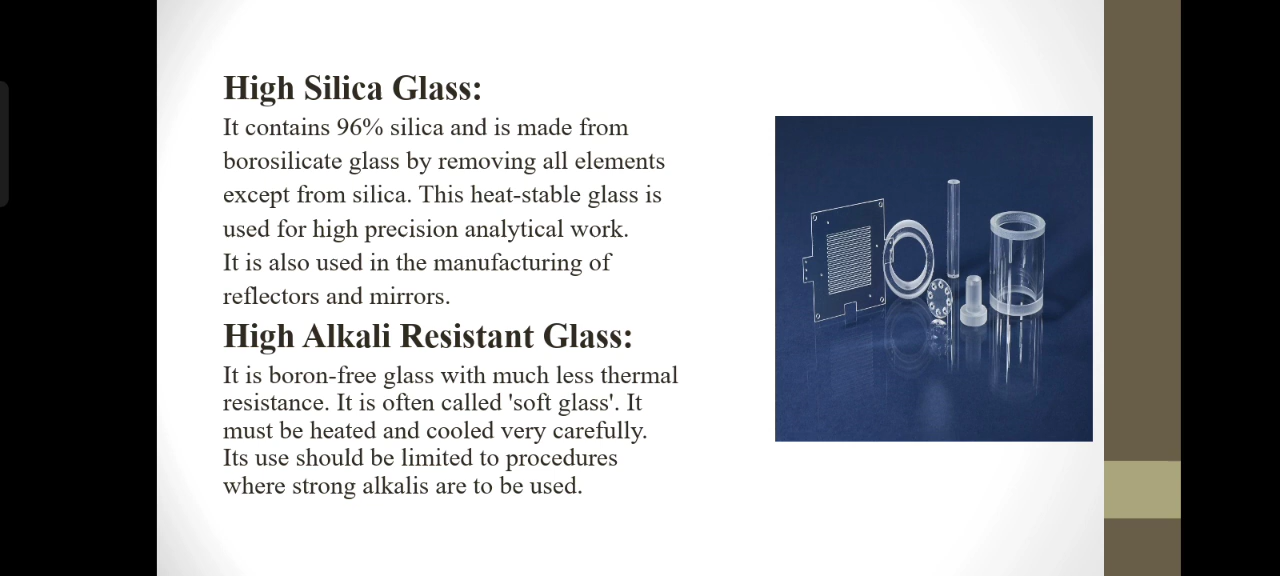 High Silica Glass:
It contains 96% silica and is made from
borosilicate glass by removing all elements
except from silica. This heat-stable glass is
used for high precision analytical work.
It is also used in the manufacturing of
reflectors and mirrors.
High Alkali Resistant Glass:
It is boron-free glass with much less thermal
resistance. It is often called 'soft glass'. It
must be heated and cooled very carefully.
Its use should be limited to procedures
where strong alkalis are to be used.